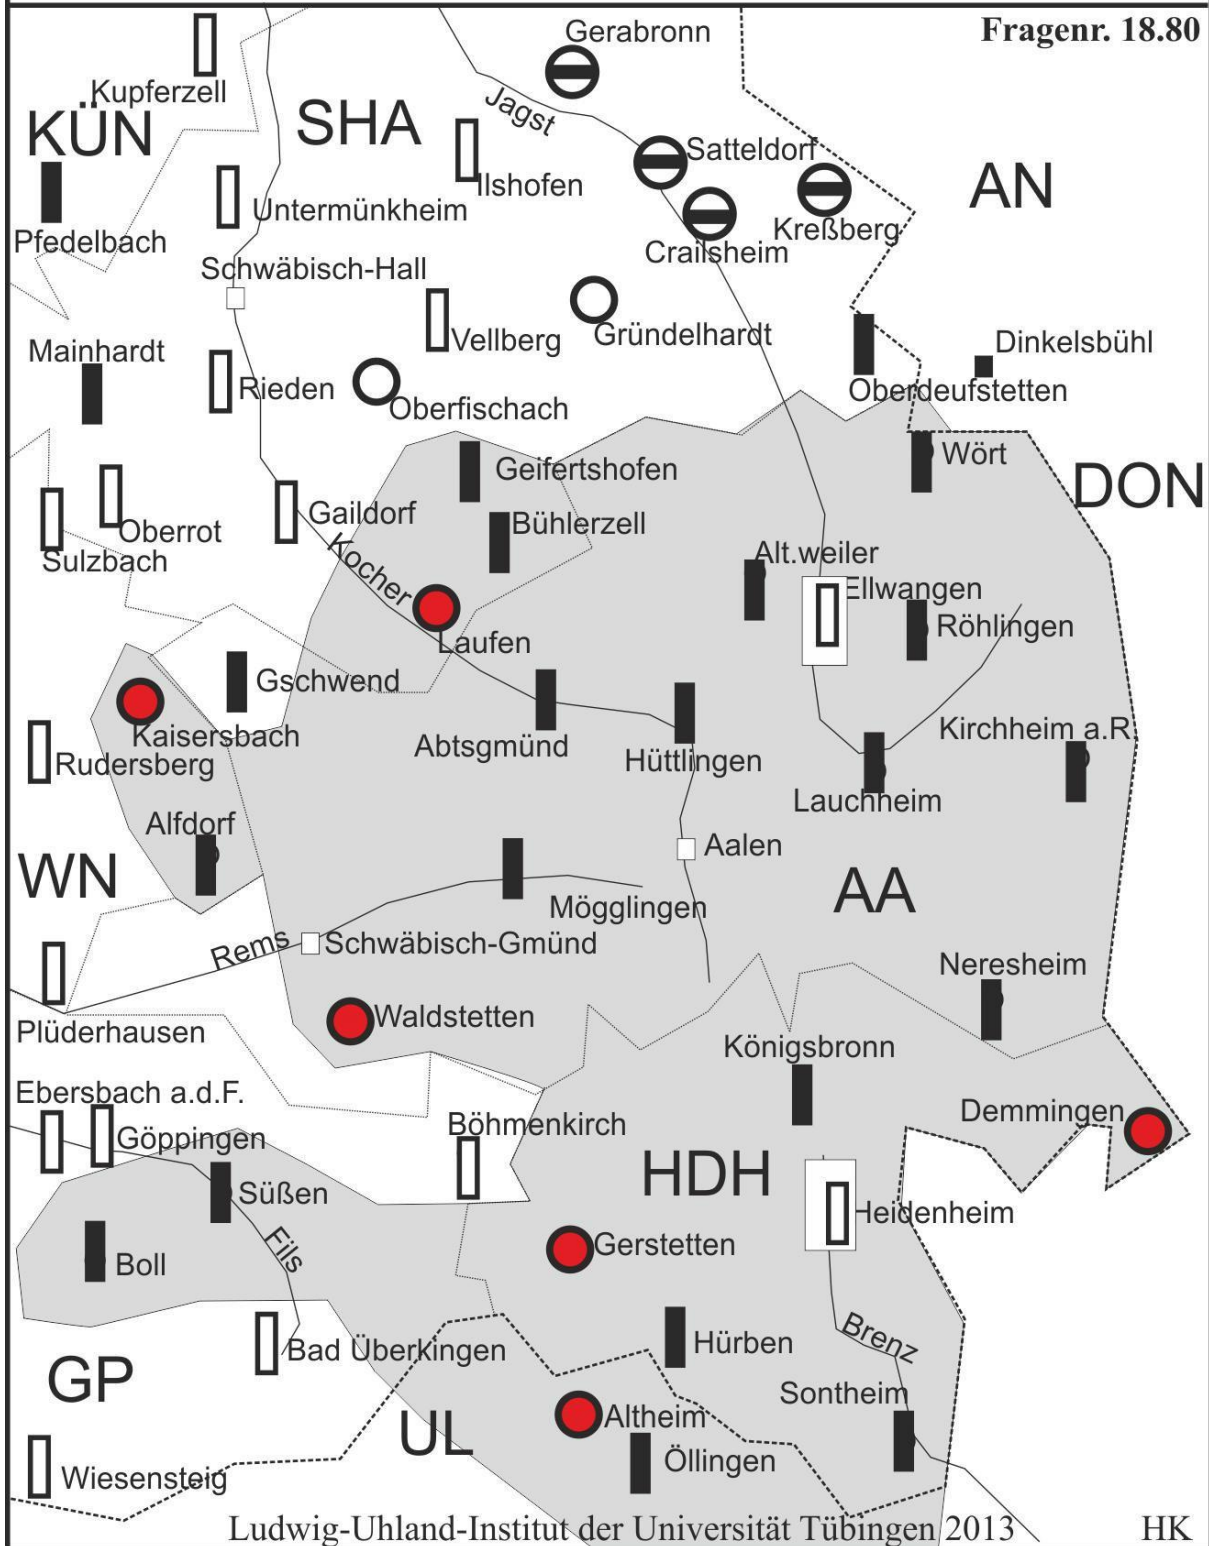 Fragenr. 18.80
Gerabronn
Kupferzell
KÜN
SHA
Jagst
Satteldorf
AN
Ilshofen
Untermünkheim
Kreßberg
Pfedelbach
Crailsheim
Schwäbisch-Hall
Vellberg
Gründelhardt
Dinkelsbühl
Mainhardt
Rieden
Oberfischach
Oberdeufstetten
Geifertshofen
Wört
DON
Gaildorf
Bühlerzell
Oberrot
Sulzbach
Kocher
Alt.weiler
Ellwangen
Röhlingen
Laufen
Gschwend
Kaisersbach
Abtsgmünd
Hüttlingen
Kirchheim a.R.
Rudersberg
Lauchheim
Alfdorf
Aalen
WN
AA
Mögglingen
Rems
Schwäbisch-Gmünd
Neresheim
Waldstetten
Plüderhausen
Königsbronn
Ebersbach a.d.F.
Göppingen
Böhmenkirch
Demmingen
HDH
Süßen
Heidenheim
Fils
Boll
Gerstetten
Bad Überkingen
Hürben
Brenz
GP
Sontheim
UL
Altheim
Öllingen
Wiesensteig
Ludwig-Uhland-Institut der Universität Tübingen 2013
HK